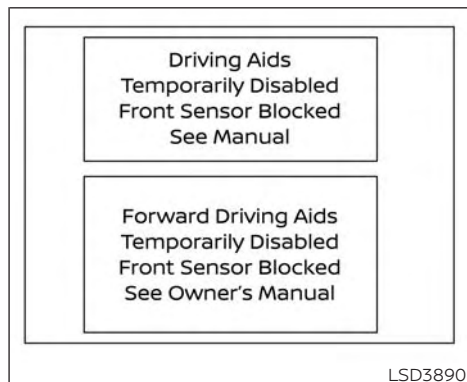 Driving Aids
Temporarily Disabled
Front Sensor Blocked
See Manual
Forward Driving Aids
Temporarily Disabled
Front Sensor Blocked
See Owner's Manual
LSD3890